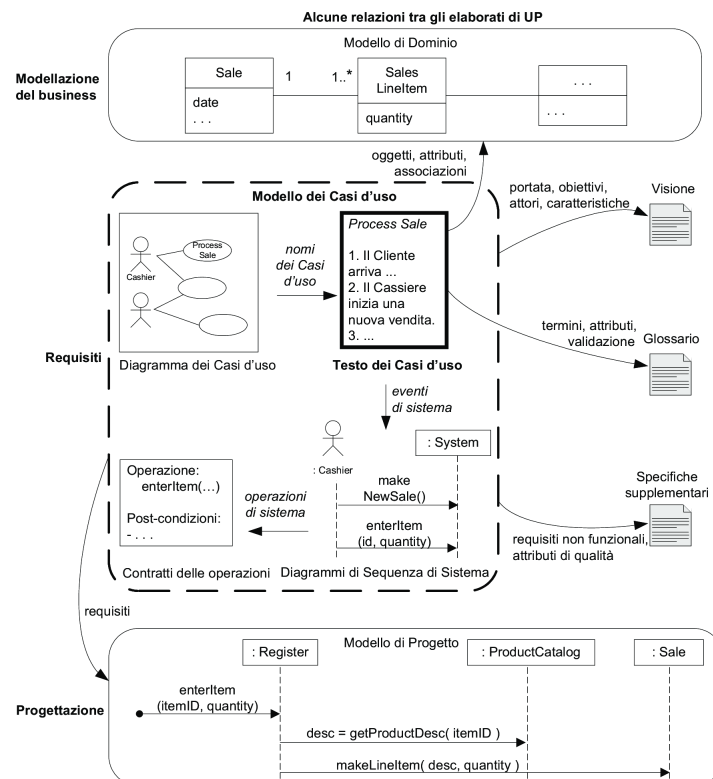 Alcune relazioni tra gli elaborati di UP
Modello di Dominio
Modellazione
del business
Sale
date
. . .
1
1..*
Sales
LineItem
quantity
. . .
. . .
oggetti, attributi,
associazioni
Modello dei Casi d'uso
portata, obiettivi,
attori, caratteristiche
Visione
Process
Sale
Cashier
nomi
dei Casi
d'uso
Process Sale
1. Il Cliente
arriva ...
2. Il Cassiere
inizia una
nuova vendita.
3. ...
termini, attributi,
validazione
Glossario
Requisiti
Diagramma dei Casi d'uso
Testo dei Casi d'uso
eventi
di sistema
: System
: Cashier
Operazione:
enterItem(…)
Post-condizioni:
- . . .
operazioni
di sistema
make
NewSale()
enterItem
(id, quantity)
Specifiche
supplementari
requisiti non funzionali,
attributi di qualità
Contratti delle operazioni
Diagrammi di Sequenza di Sistema
requisiti
Modello di Progetto
: Register
: ProductCatalog
: Sale
Progettazione
enterItem
(itemID, quantity)
desc = getProductDesc( itemID )
makeLineItem( desc, quantity )